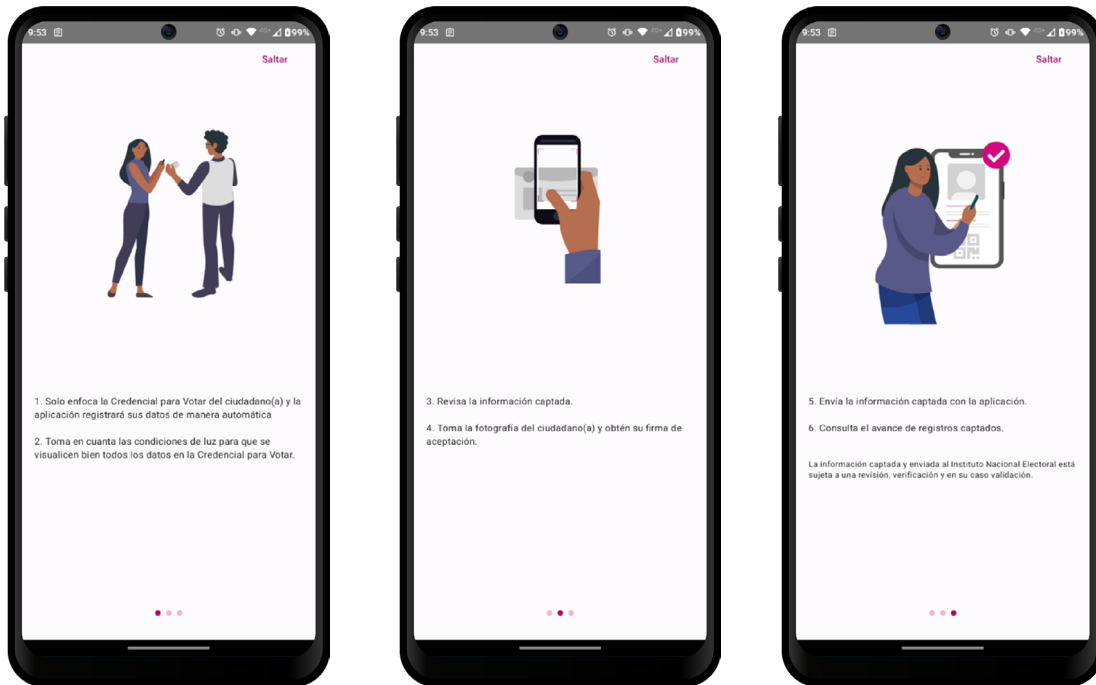 9:53
99%
Saltar
1. Solo enfoca la Credencial para Votar del ciudadano(a) y la
aplicación registrará sus datos de manera automática
2. Toma en cuenta las condiciones de luz para que se
visualicen bien todos los datos en la Credencial para Votar.
9:53
99%
Saltar
3. Revisa la información captada.
4. Toma la fotografía del ciudadano(a) y obtén su firma de
aceptación.
9:53
99%
Saltar
5. Envía la información captada con la aplicación.
6. Consulta el avance de registros captados.
La información captada y enviada al Instituto Nacional Electoral está
sujeta a una revisión, verificación y en su caso validación.